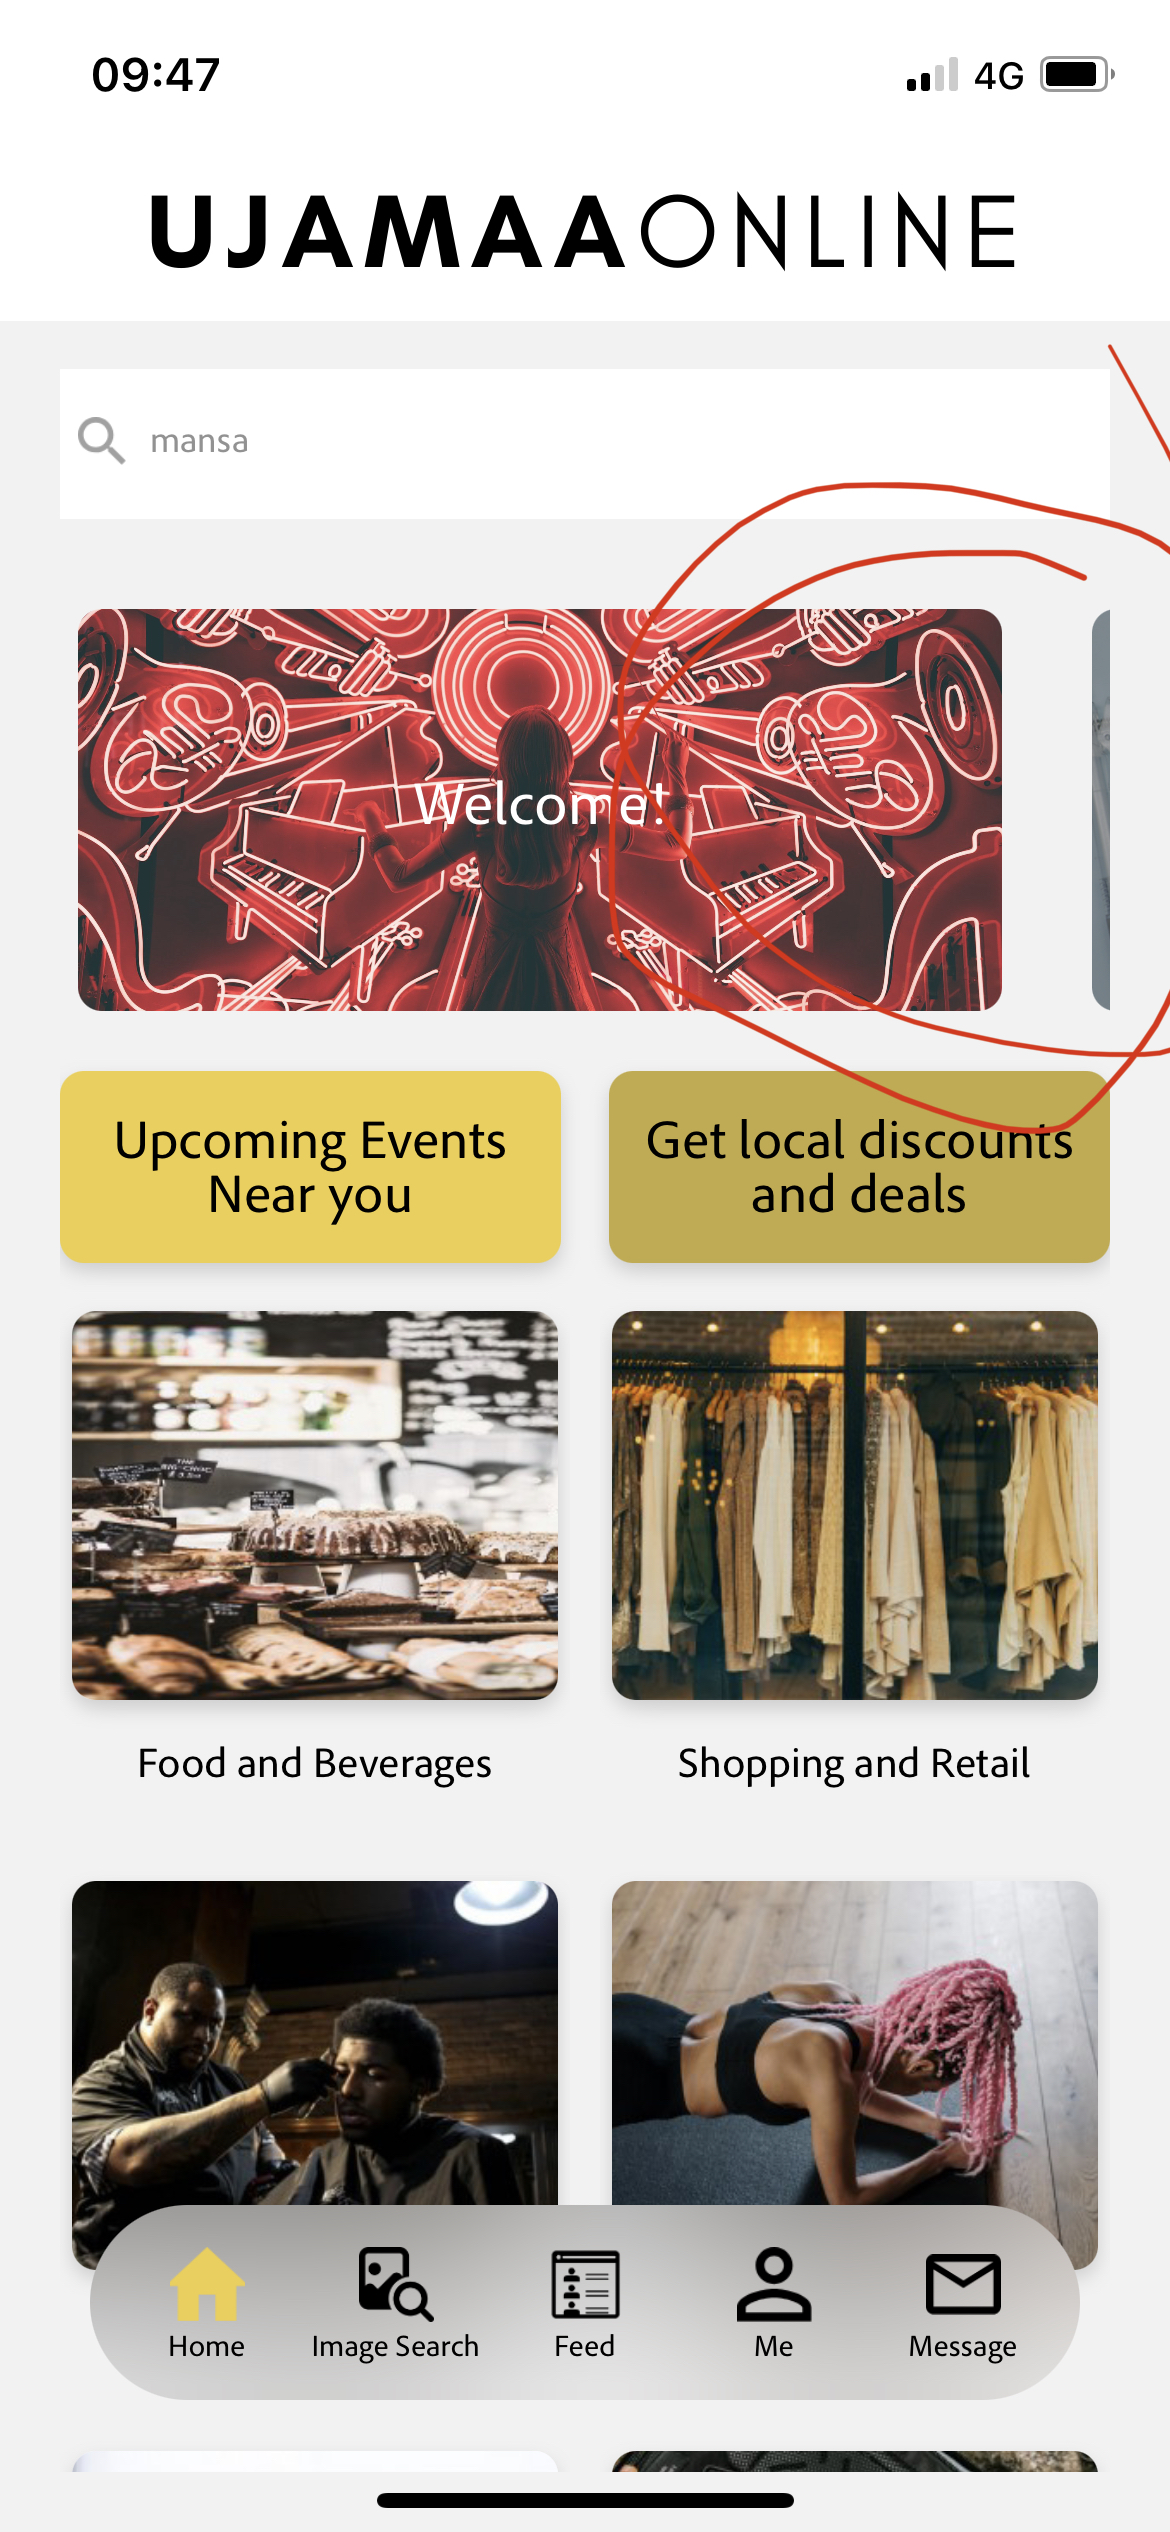 09:47 4G
UJAMAAONLINE
mansa
Welcome!
Upcoming Events
Near you
Get local discounts
and deals
Food and Beverages
Shopping and Retail
Home
Image Search
Feed
Me
Message